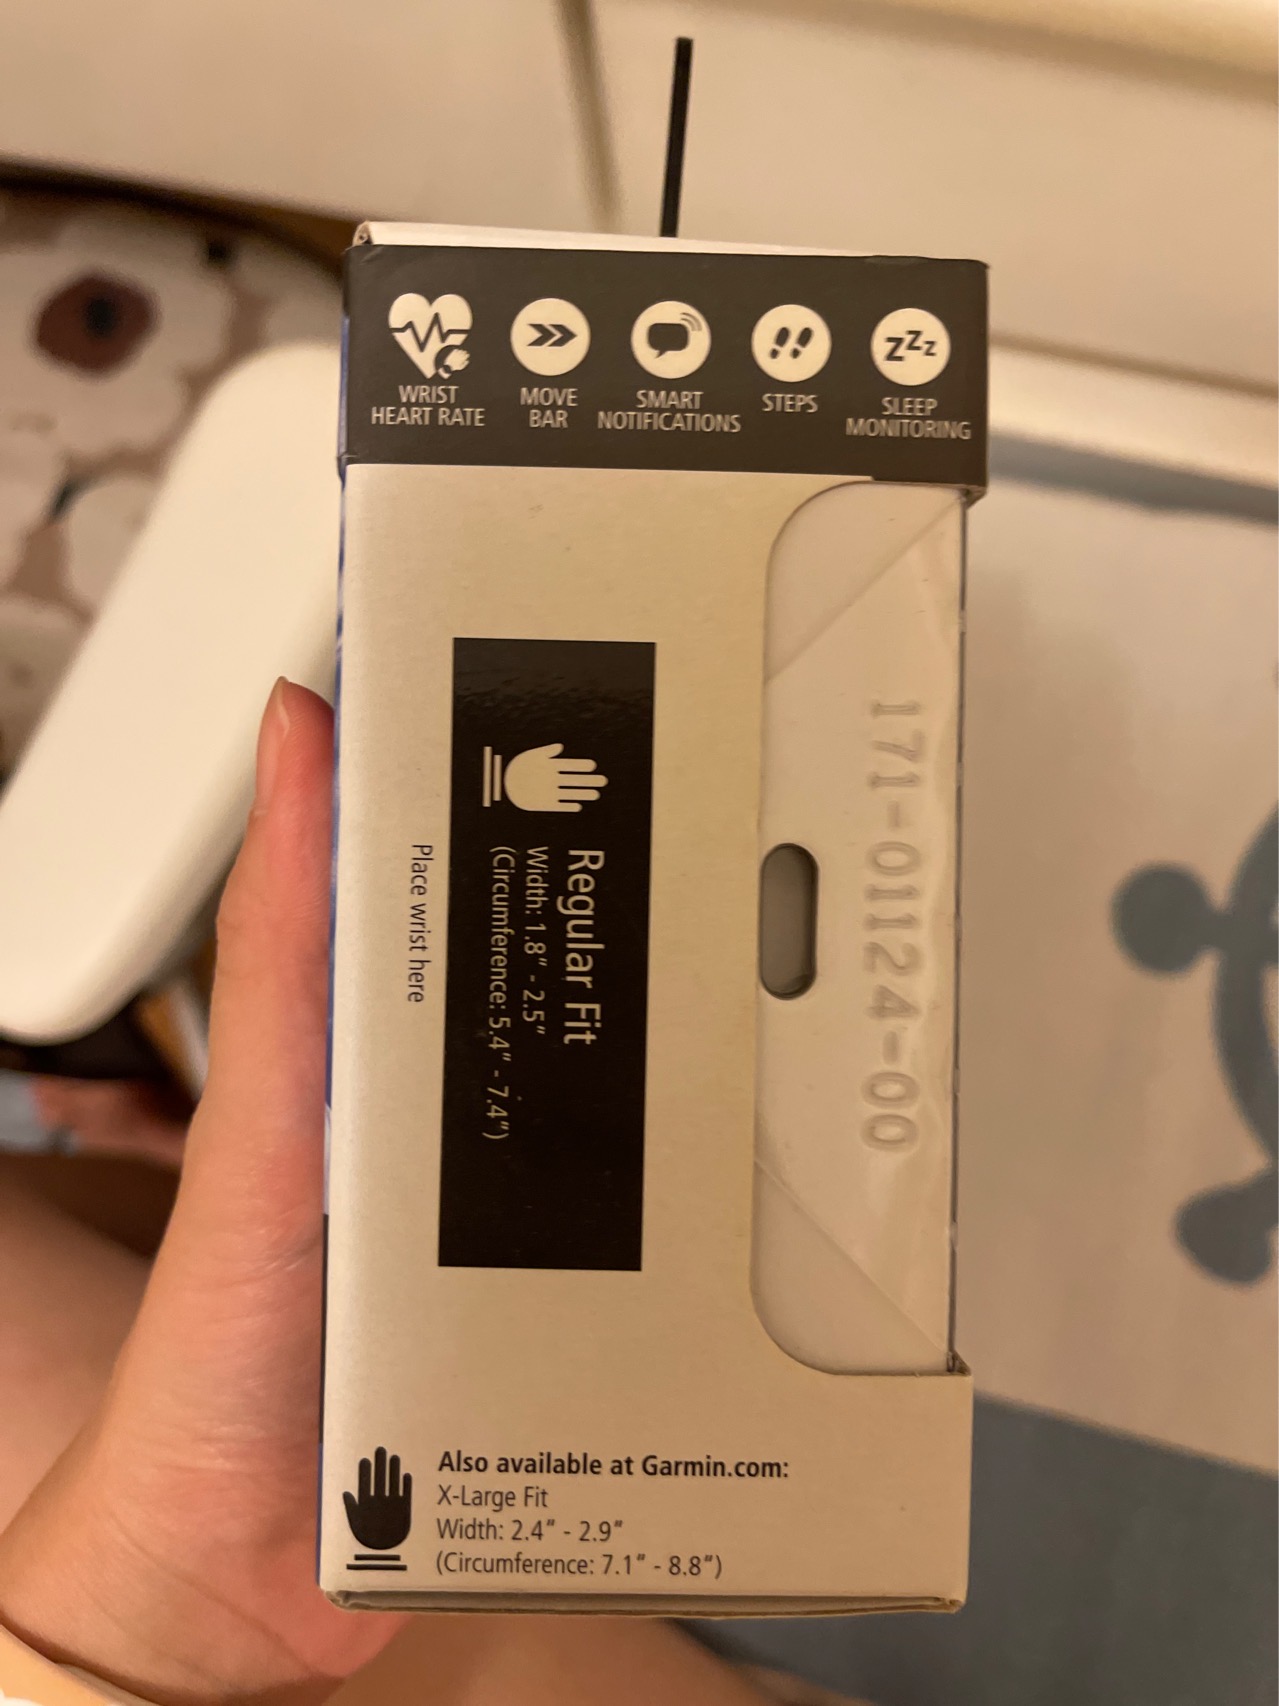 WRIST
HEART RATE
MOVE
BAR
SMART
NOTIFICATIONS
STEPS
zzz
SLEEP
MONITORING
171-01124-00
Regular Fit
Width: 1.8" - 2.5"
(Circumference: 5.4" - 7.4")
Place wrist here
Also available at Garmin.com:
X-Large Fit
Width: 2.4" - 2.9"
(Circumference: 7.1" - 8.8")